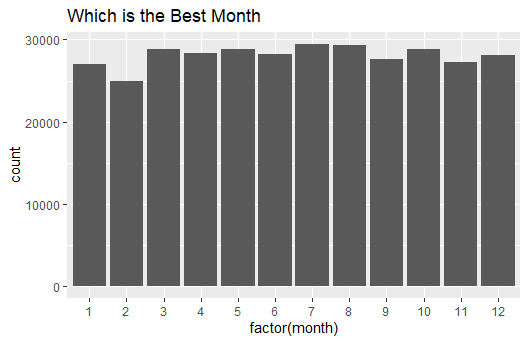 Which is the Best Month
30000
20000
10000
0
count
1 2 3 4 5 6 7 8 9 10 11 12
factor(month)